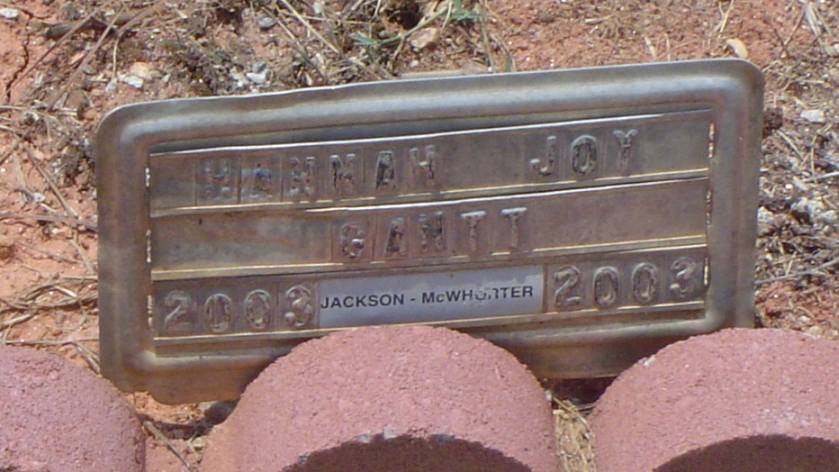 HANNAH JOY
GANTT
2003 JACKSON - McWHORTER 2003